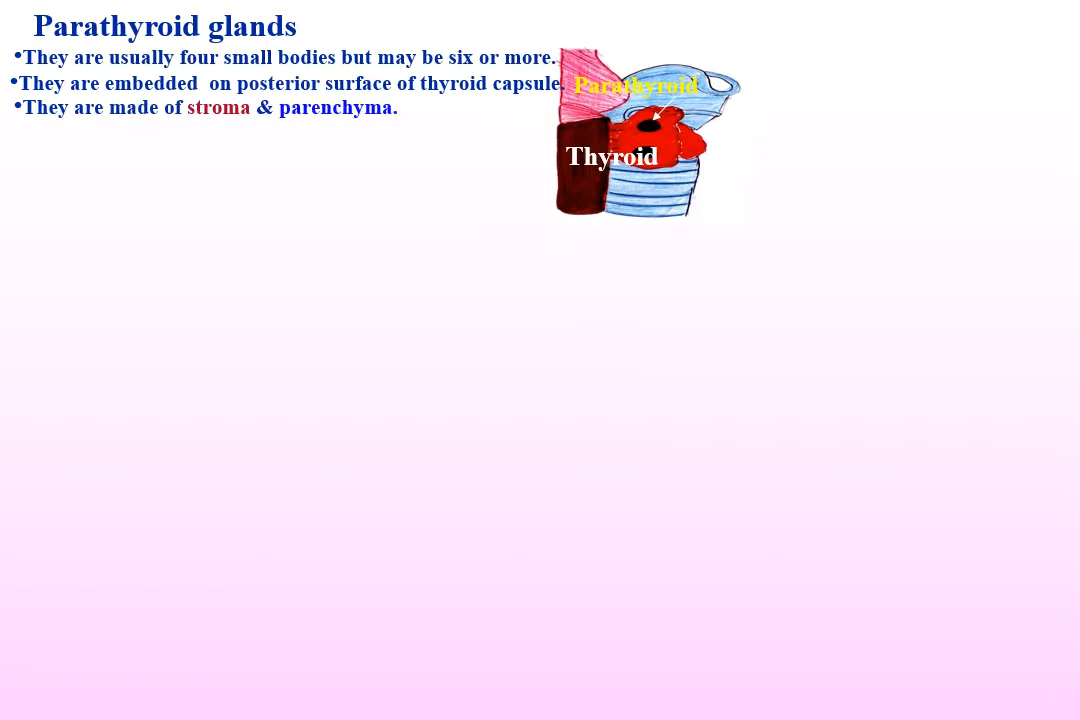 Parathyroid glands
•They are usually four small bodies but may be six or more.
•They are embedded  on posterior surface of thyroid capsule.
•They are made of stroma & parenchyma.
Parathyroid
Thyroid